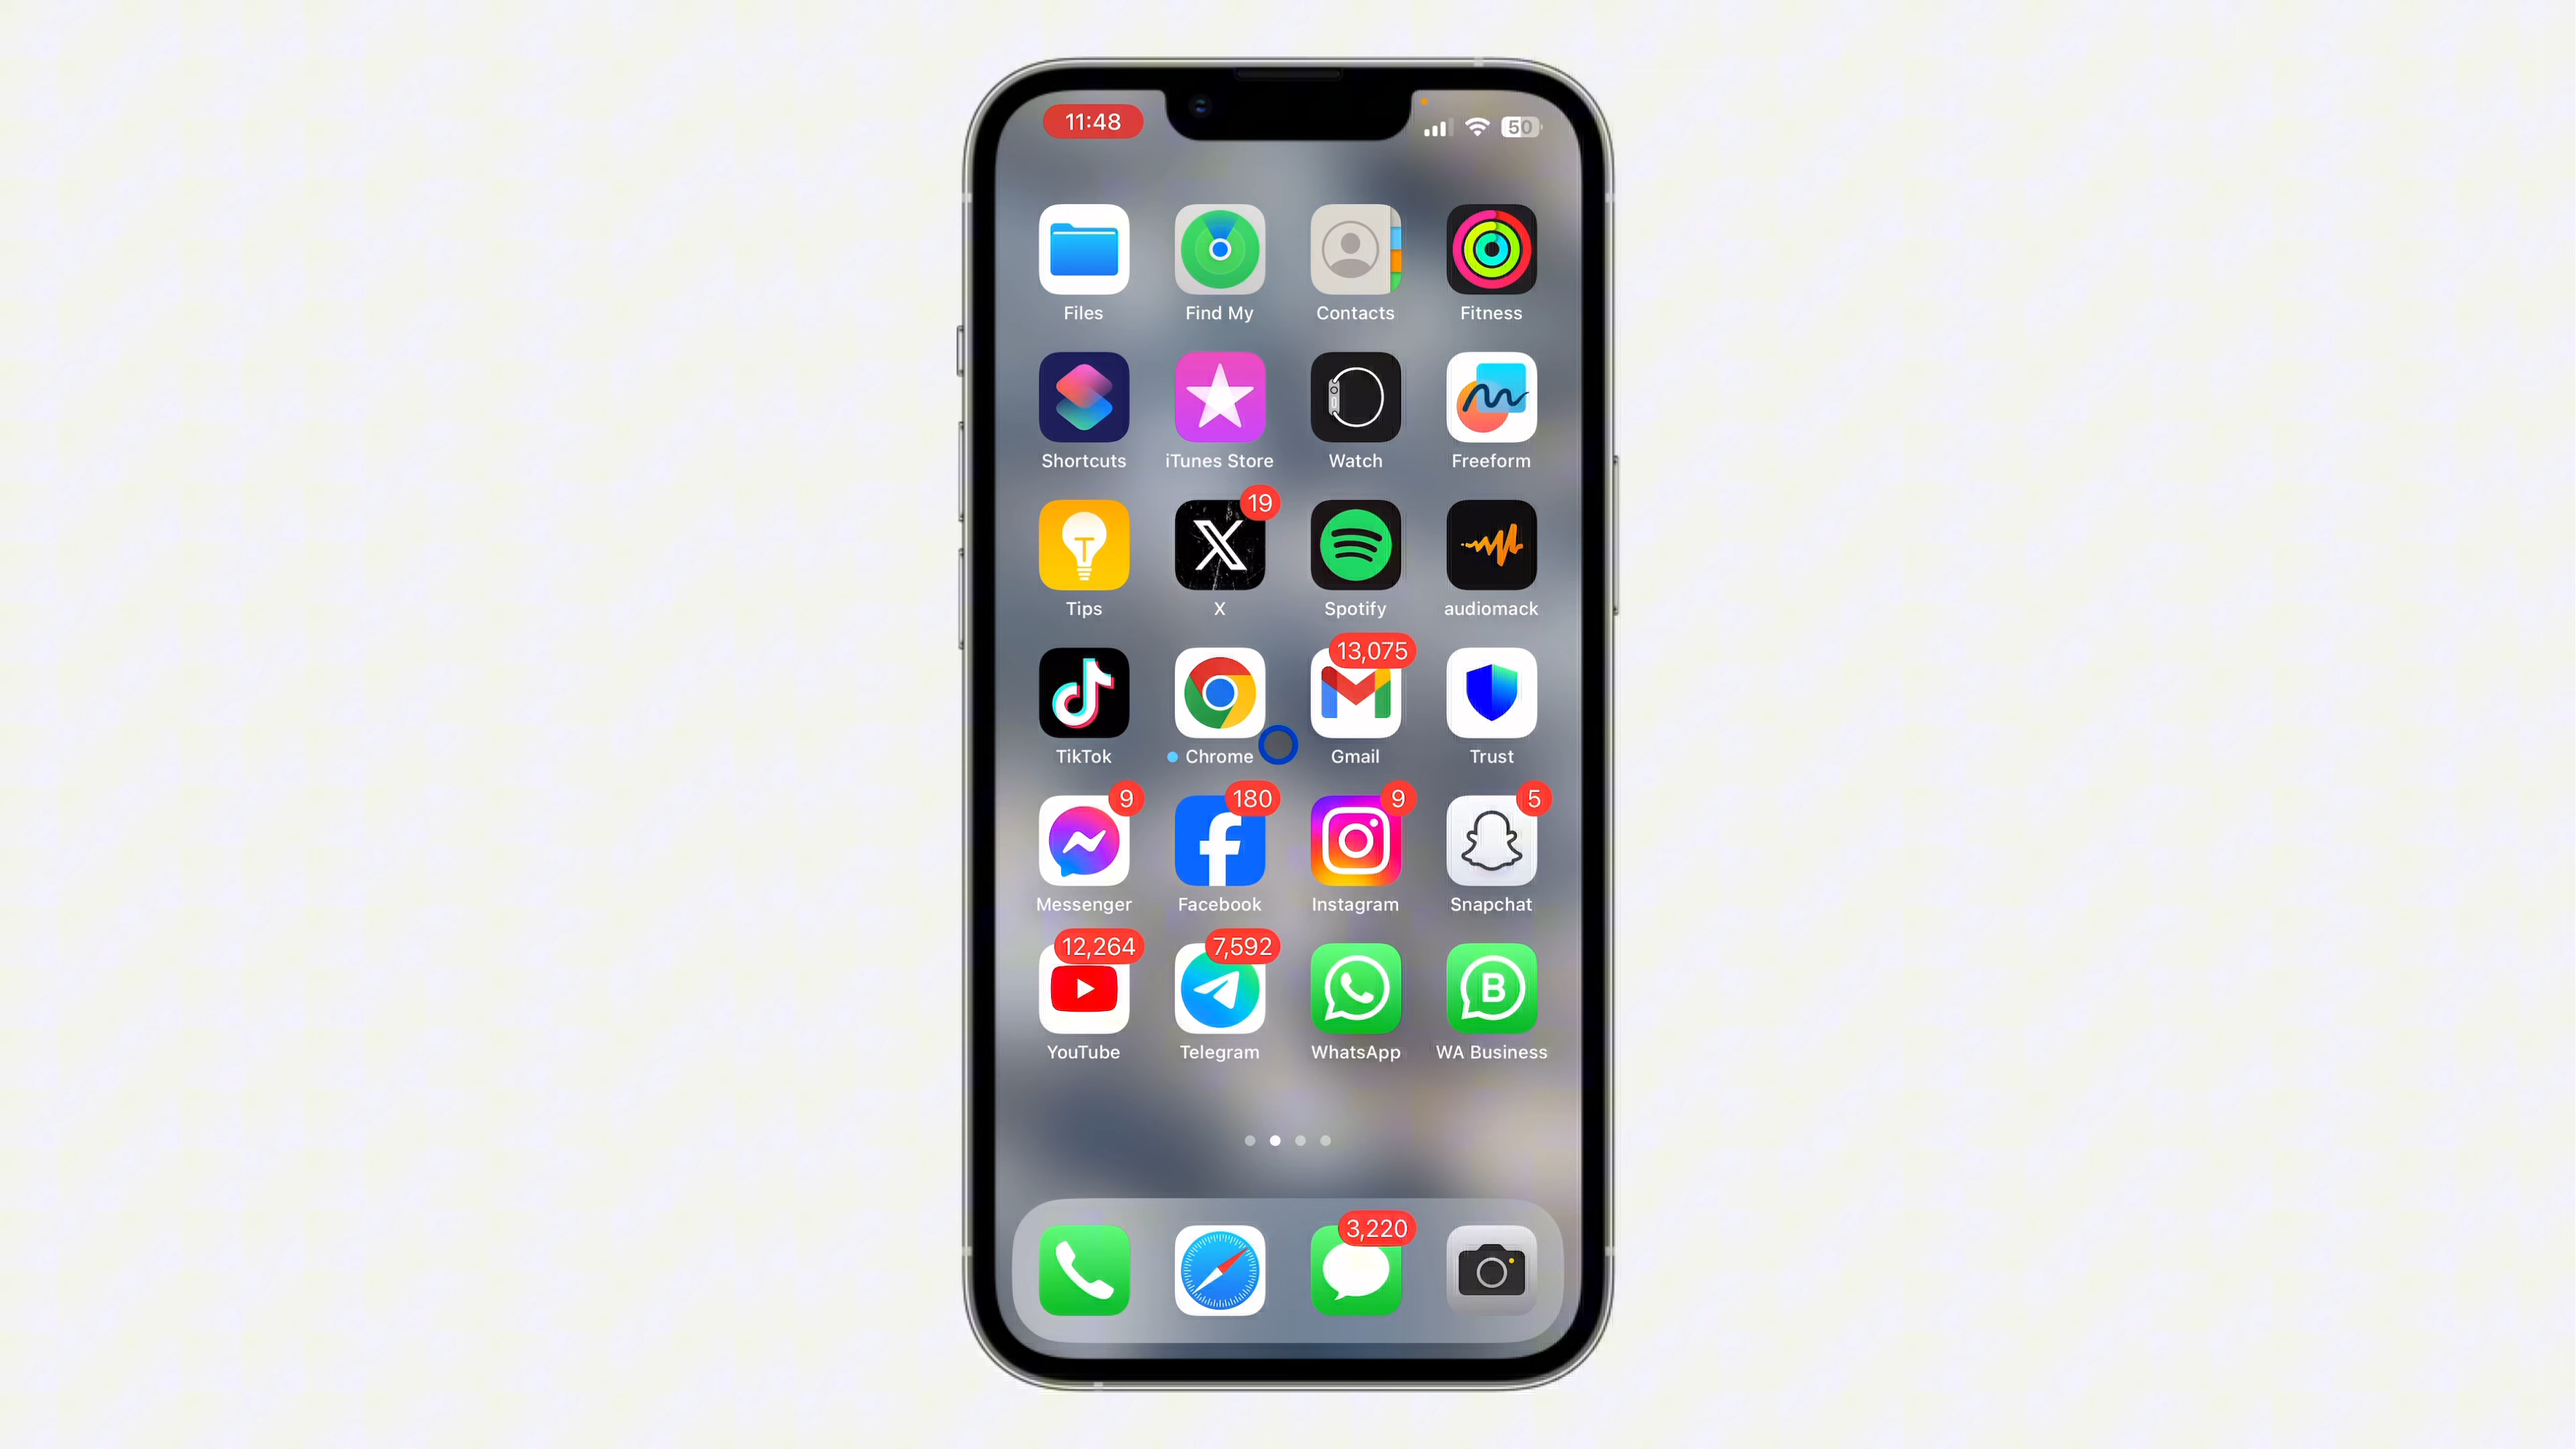 11:48
50
Files Find My Contacts Fitness
Shortcuts iTunes Store Watch Freeform
19
Tips X Spotify audiomack
13,075
TikTok Chrome Gmail Trust
9 180 9 5
Messenger Facebook Instagram Snapchat
12,264 7,592
B
YouTube Telegram WhatsApp WA Business
3,220